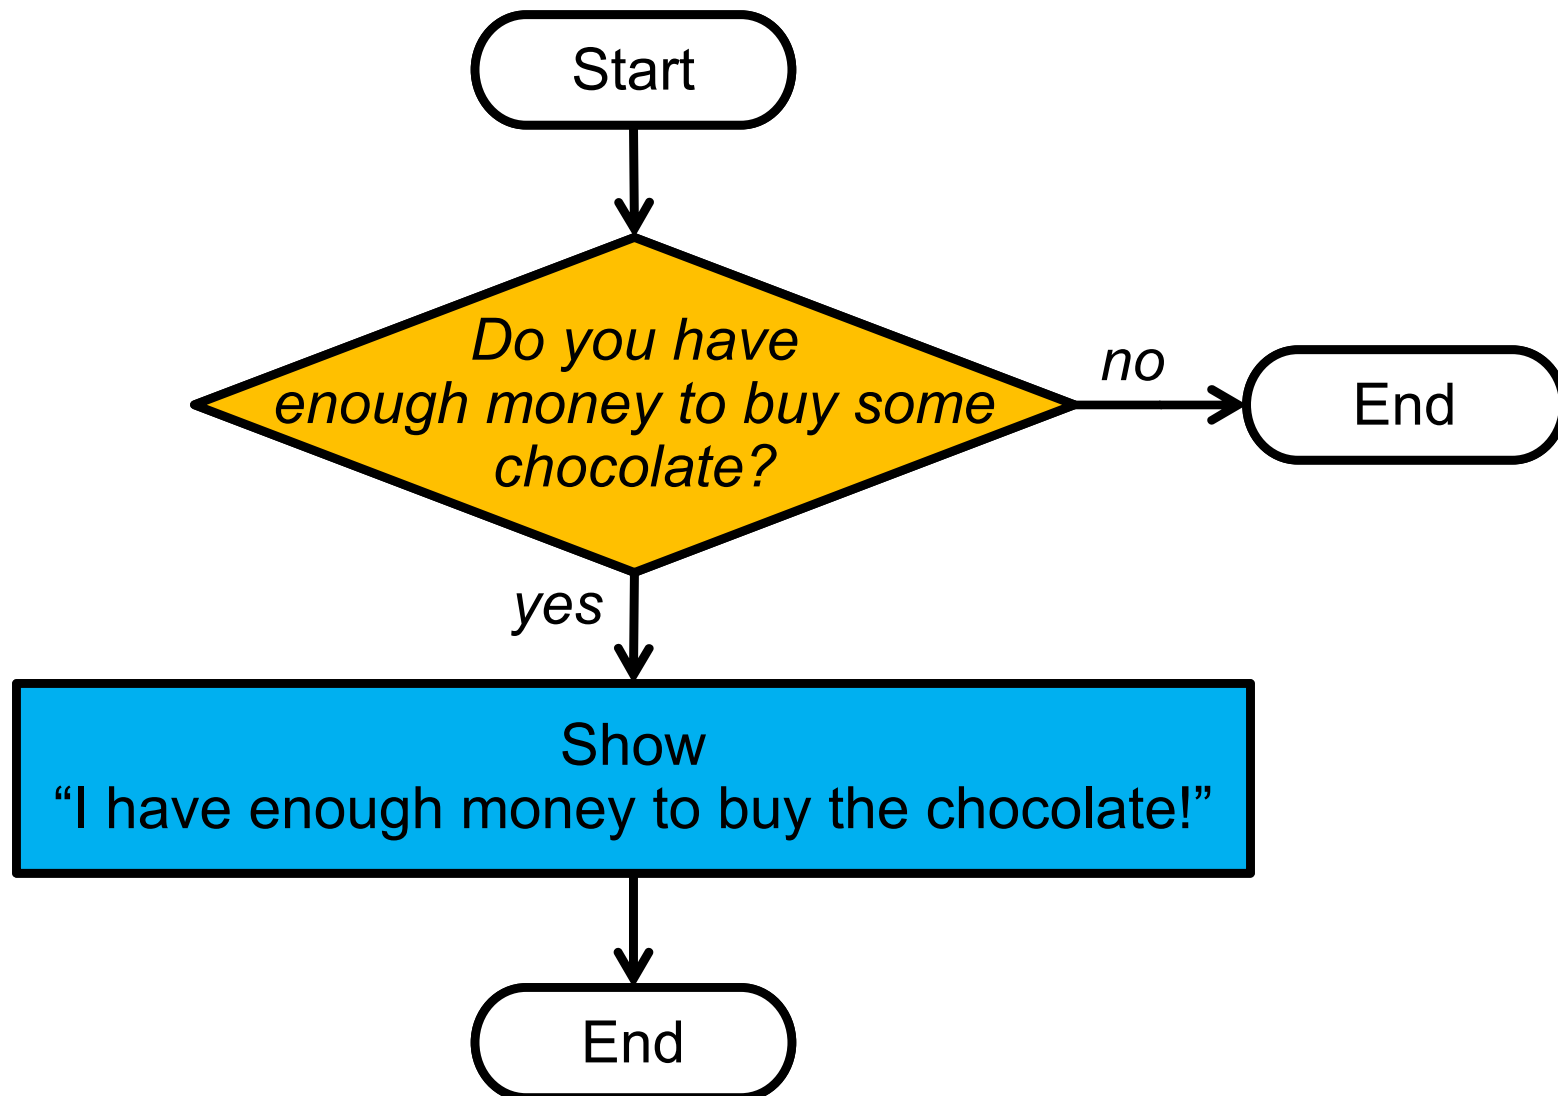 Start
Do you have
enough money to buy some
chocolate?
no
End
yes
Show
“I have enough money to buy the chocolate!”
End